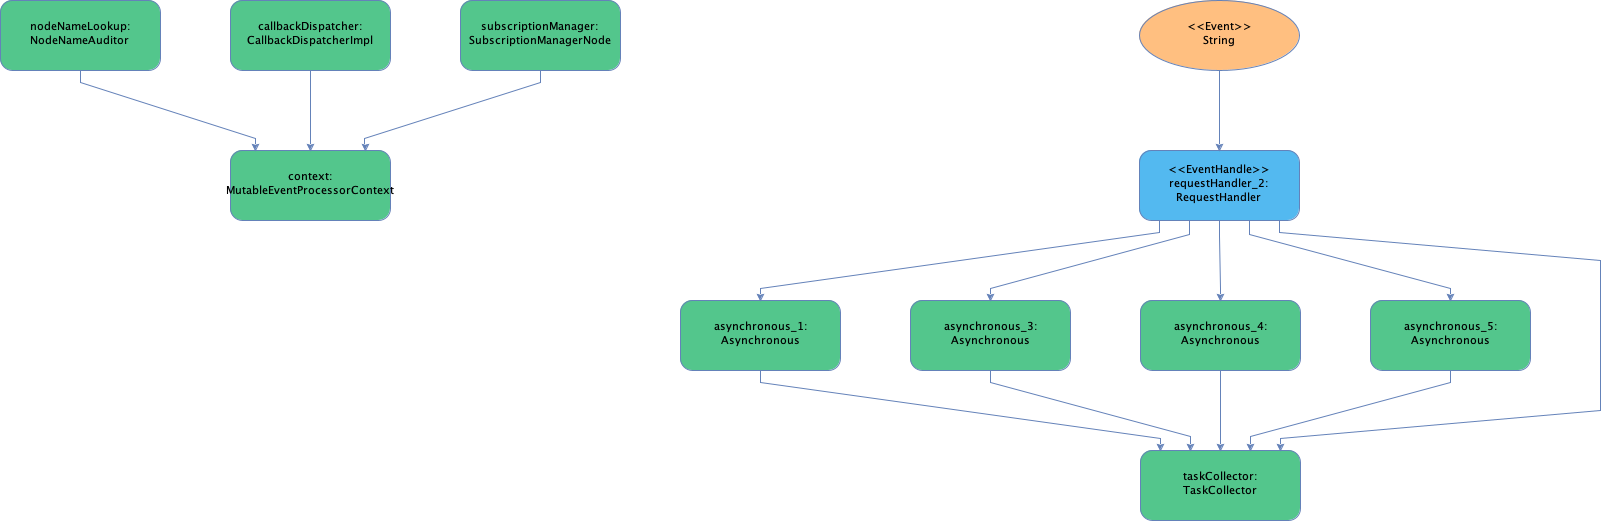 nodeNameLookup:
NodeNameAuditor
callbackDispatcher:
CallbackDispatcherImpl
subscriptionManager:
SubscriptionManagerNode
<<Event>>
String
context:
MutableEventProcessorContext
<<EventHandle>>
requestHandler_2:
RequestHandler
asynchronous_1:
Asynchronous
asynchronous_3:
Asynchronous
asynchronous_4:
Asynchronous
asynchronous_5:
Asynchronous
taskCollector:
TaskCollector